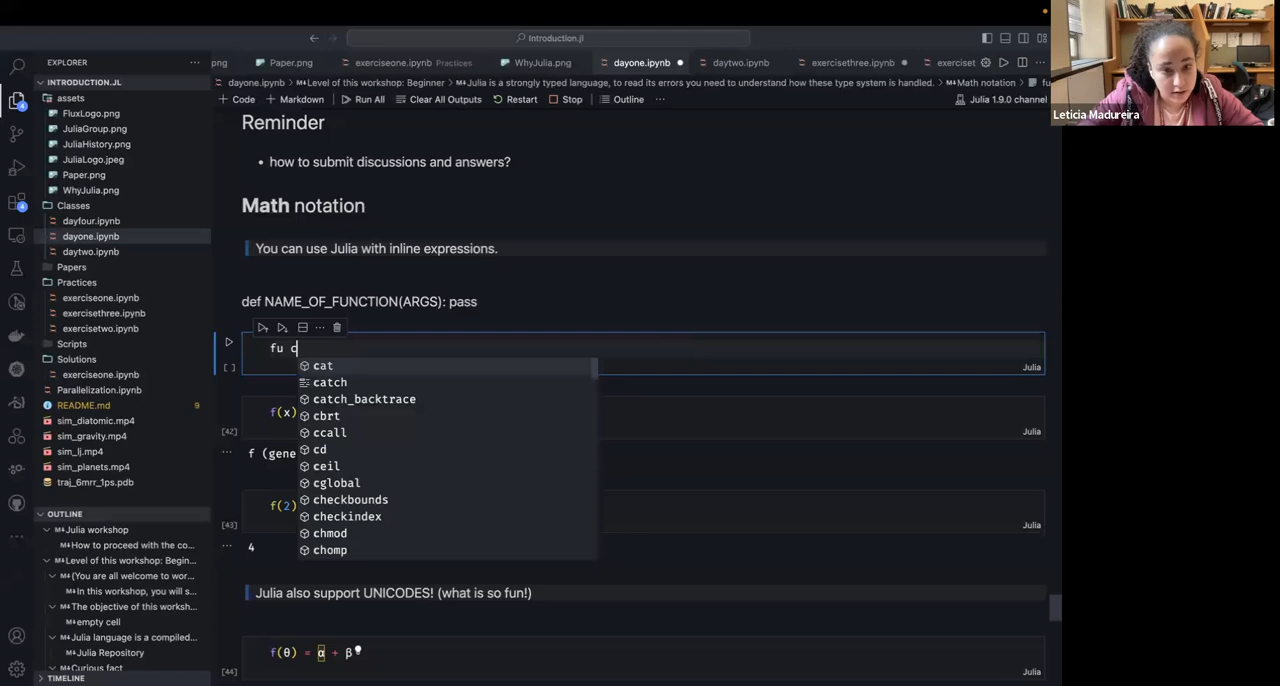 Introduction.jl
EXPLORER
INTRODUCTION.JL
assets
FluxLogo.png
JuliaGroup.png
JuliaHistory.png
JuliaLogo.jpeg
Paper.png
WhyJulia.png
Classes
dayfour.ipynb
dayone.ipynb
daytwo.ipynb
Papers
Practices
exerciseone.ipynb
exercisethree.ipynb
exercisetwo.ipynb
Scripts
Solutions
exerciseone.ipynb
Parallelization.ipynb
README.md 9
sim_diatomic.mp4
sim_gravity.mp4
sim_lj.mp4
sim_planets.mp4
traj_6mrr_1ps.pdb
OUTLINE
Julia workshop
How to proceed with the co...
Level of this workshop: Begin...
(You are all welcome to wor...
In this workshop, you will s...
The objective of this worksh...
empty cell
Julia language is a compiled...
Julia Repository
Curious fact
TIMELINE
4
4
png Paper.png exerciseone.ipynb Practices WhyJulia.png dayone.ipynb daytwo.ipynb exercisethree.ipynb exerciset
dayone.ipynb > Level of this workshop: Beginner > Julia is a strongly typed language, to read its errors you need to understand how these type system is handled. > Math notation > fu
+ Code + Markdown Run All Clear All Outputs Restart Stop Outline ... Julia 1.9.0 channel
Reminder
• how to submit discussions and answers?
Math notation
You can use Julia with inline expressions.
def NAME_OF_FUNCTION(ARGS): pass
fu c
[ ] Julia
cat
catch
catch_backtrace
cbrt
ccall
cd
ceil
cglobal
checkbounds
checkindex
chmod
chomp
f(x)
[42] Julia
... f (gene
f(2)
[43] Julia
... 4
Julia also support UNICODES! (what is so fun!)
f(θ) = α + β
[44] Julia
Leticia Madureira